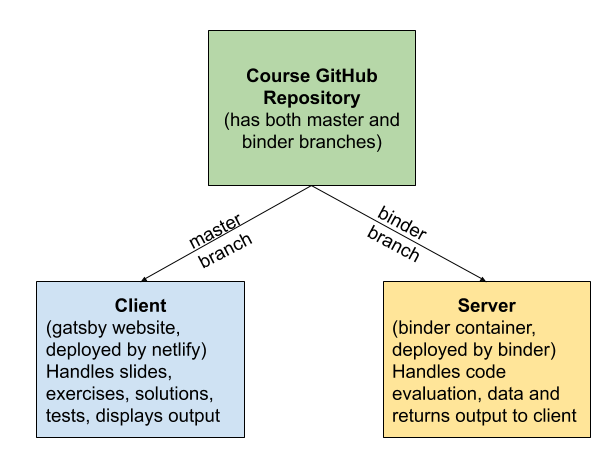 Course GitHub
Repository
(has both master and
binder branches)
master
branch
binder
branch
Client
(gatsby website,
deployed by netlify)
Handles slides,
exercises, solutions,
tests, displays output
Server
(binder container,
deployed by binder)
Handles code
evaluation, data and
returns output to client